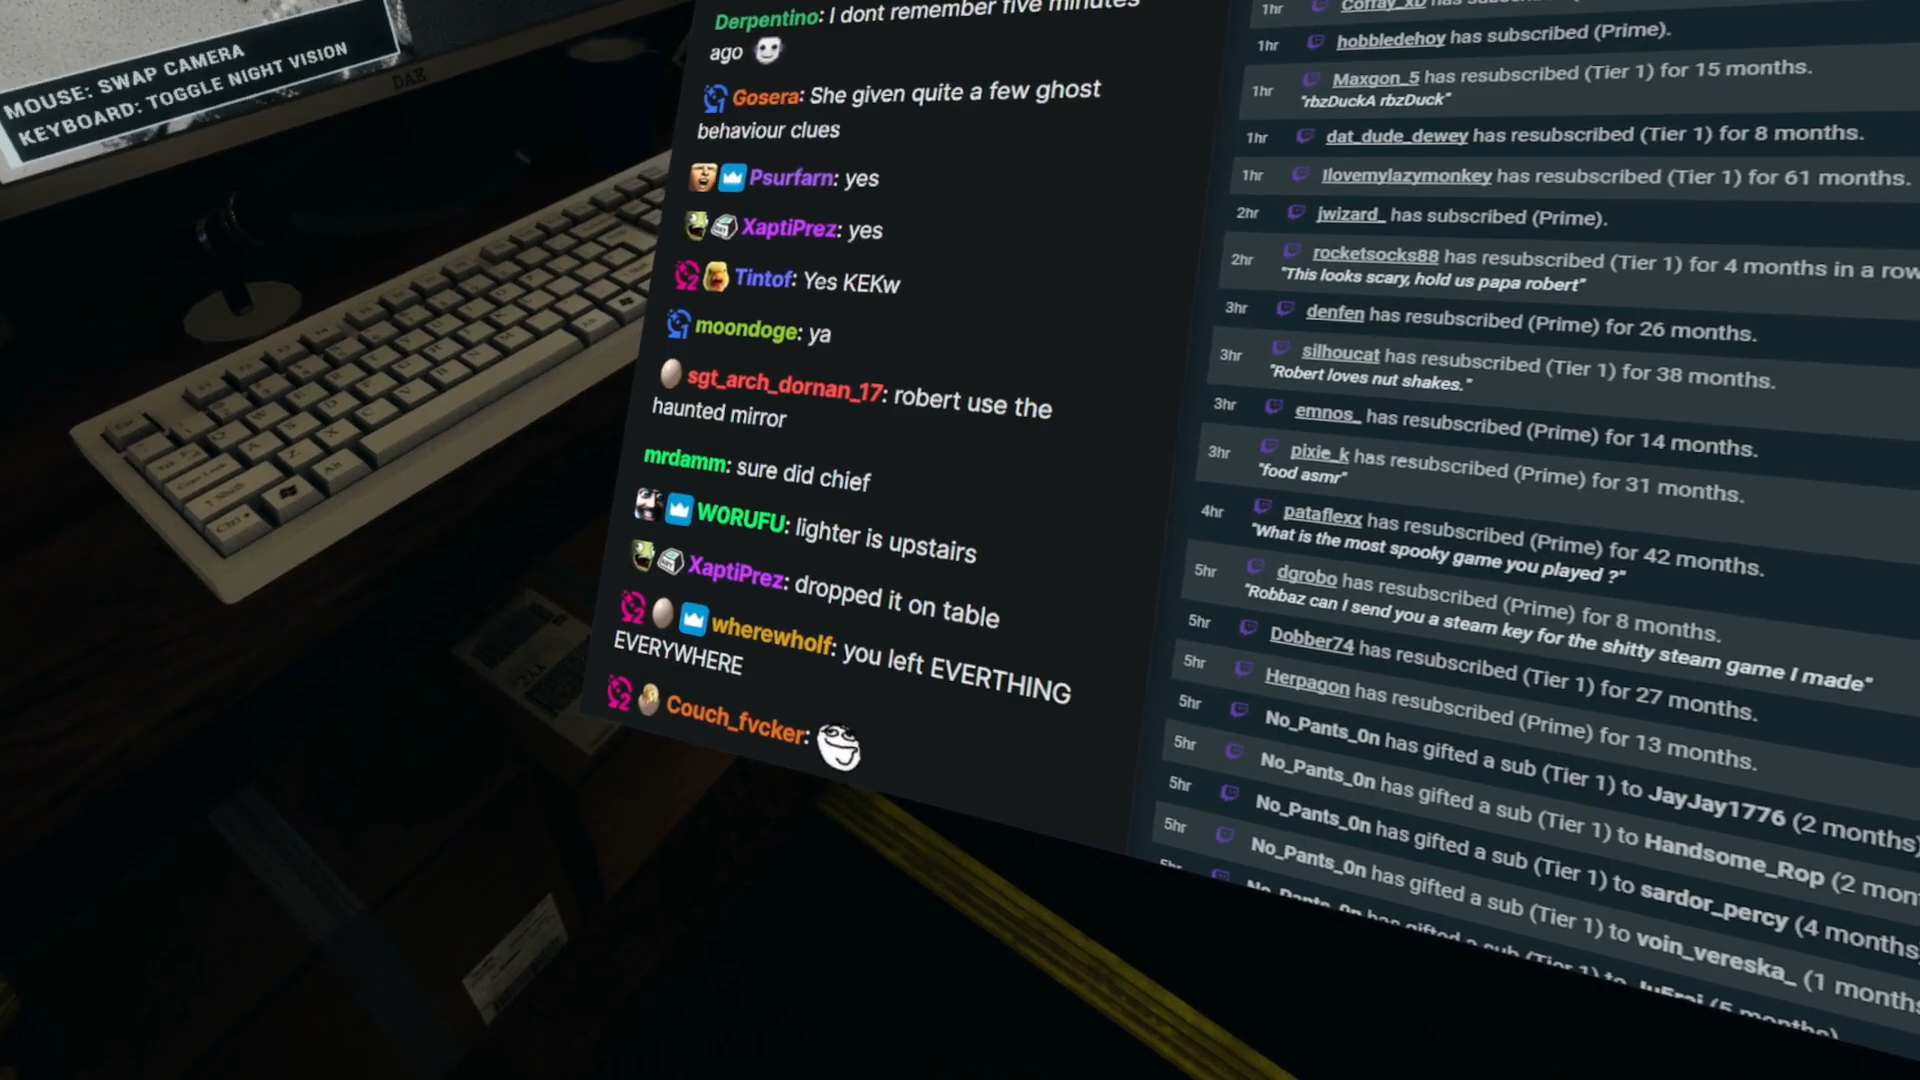 MOUSE: SWAP CAMERA
KEYBOARD: TOGGLE NIGHT VISION
DAE
Derpentino: I dont remember five minutes
ago
Gosera: She given quite a few ghost
behaviour clues
Psurfarn: yes
XaptiPrez: yes
Tintof: Yes KEKw
moondoge: ya
sgt_arch_dornan_17: robert use the
haunted mirror
mrdamm: sure did chief
W0RUFU: lighter is upstairs
XaptiPrez: dropped it on table
wherewholf: you left EVERTHING
EVERYWHERE
Couch_fvcker:
1hr
1hr hobbledehoy has subscribed (Prime).
1hr Maxgon_5 has resubscribed (Tier 1) for 15 months.
"rbzDuckA rbzDuck"
1hr dat_dude_dewey has resubscribed (Tier 1) for 8 months.
1hr Ilovemylazymonkey has resubscribed (Tier 1) for 61 months.
2hr jwizard_ has subscribed (Prime).
2hr rocketsocks88 has resubscribed (Tier 1) for 4 months in a row
"This looks scary, hold us papa robert"
3hr denfen has resubscribed (Prime) for 26 months.
3hr silhoucat has resubscribed (Tier 1) for 38 months.
"Robert loves nut shakes."
3hr emnos_ has resubscribed (Prime) for 14 months.
3hr pixie_k has resubscribed (Prime) for 31 months.
"food asmr"
4hr pataflexx has resubscribed (Prime) for 42 months.
"What is the most spooky game you played ?"
5hr dgrobo has resubscribed (Prime) for 8 months.
"Robbaz can I send you a steam key for the shitty steam game I made"
5hr Dobber74 has resubscribed (Tier 1) for 27 months.
5hr Herpagon has resubscribed (Prime) for 13 months.
5hr No_Pants_0n has gifted a sub (Tier 1) to JayJay1776 (2 months)
5hr No_Pants_0n has gifted a sub (Tier 1) to Handsome_Rop (2 mon
5hr No_Pants_0n has gifted a sub (Tier 1) to sardor_percy (4 months
5hr No_Pants_0n has gifted a sub (Tier 1) to voin_vereska_ (1 months